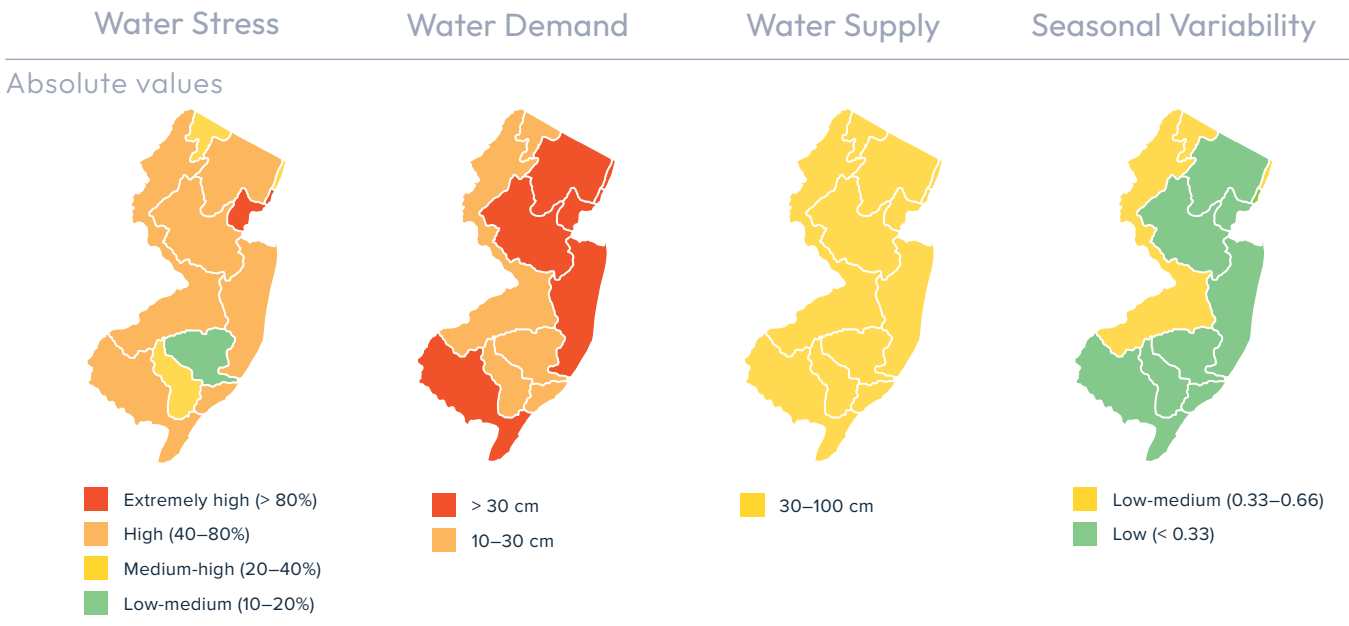 Water Stress Water Demand Water Supply Seasonal Variability
Absolute values
Extremely high (> 80%)
High (40–80%)
Medium-high (20–40%)
Low-medium (10–20%)
> 30 cm
10–30 cm
30–100 cm
Low-medium (0.33–0.66)
Low (< 0.33)